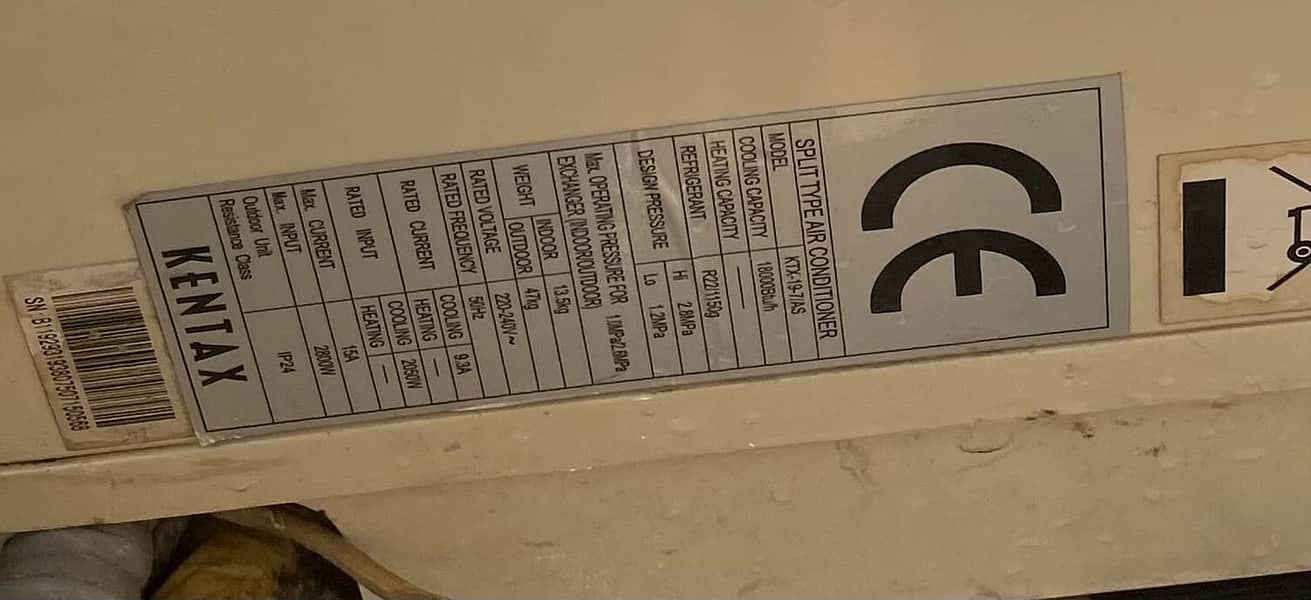 CE
SPLIT TYPE AIR CONDITIONER
MODEL KTX-19-7/AS
COOLING CAPACITY 18000Btu/h
HEATING CAPACITY —
REFRIGERANT R22/1150g
DESIGN PRESSURE Hi 2.8MPa
Lo 1.2MPa
Max. OPERATING PRESSURE FOR
EXCHANGER (INDOOR/OUTDOOR) 1.0MPa/2.8MPa
WEIGHT INDOOR 13.5kg
OUTDOOR 47kg
RATED VOLTAGE 220-240V~
RATED FREQUENCY 50Hz
RATED CURRENT COOLING 9.3A
HEATING —
RATED INPUT COOLING 2050W
HEATING —
Max. CURRENT 15A
Max. INPUT 2800W
Outdoor Unit
Resistance Class IP24
KENTAX